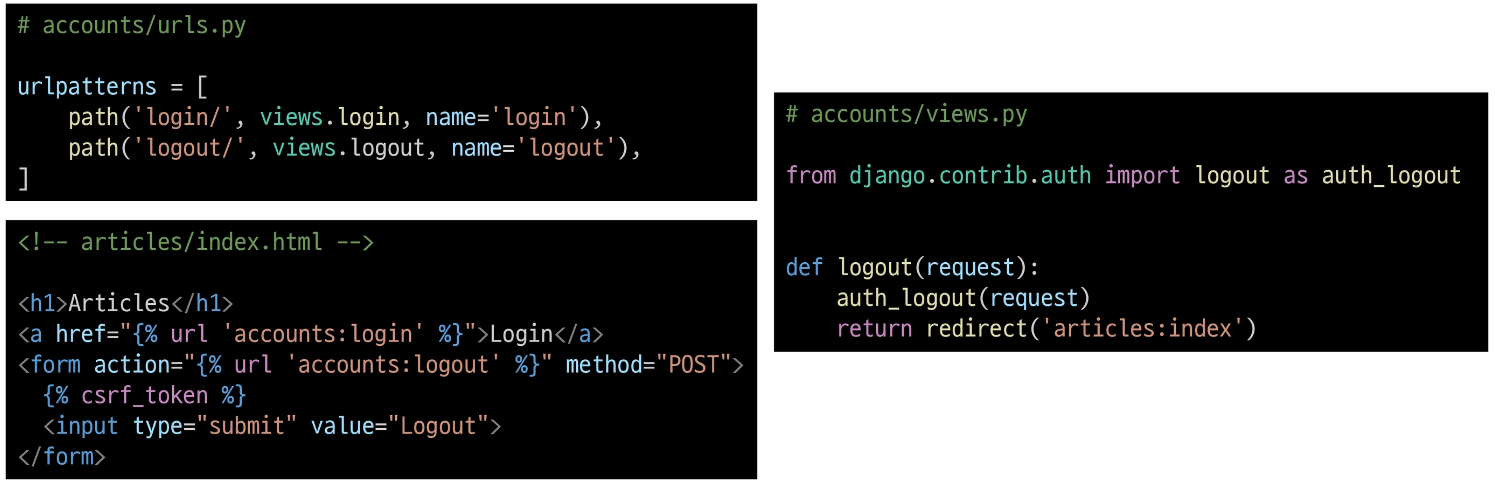 # accounts/urls.py
urlpatterns = [
    path('login/', views.login, name='login'),
    path('logout/', views.logout, name='logout'),
]
<!-- articles/index.html -->
<h1>Articles</h1>
<a href="{% url 'accounts:login' %}">Login</a>
<form action="{% url 'accounts:logout' %}" method="POST">
  {% csrf_token %}
  <input type="submit" value="Logout">
</form>
# accounts/views.py
from django.contrib.auth import logout as auth_logout
def logout(request):
    auth_logout(request)
    return redirect('articles:index')